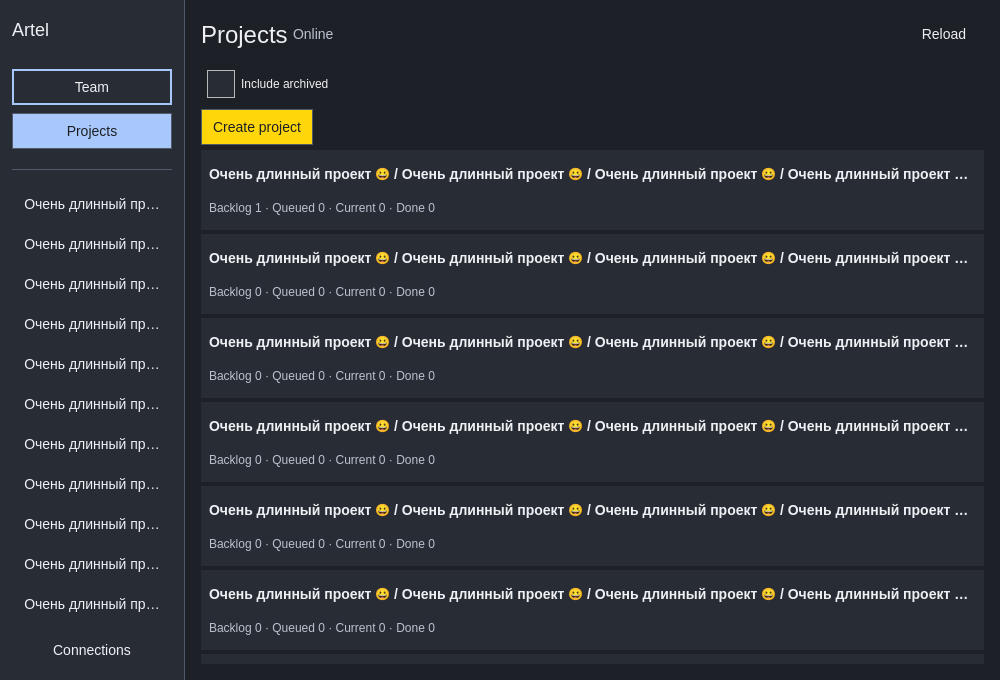 Artel
Team
Projects
Очень длинный пр…
Очень длинный пр…
Очень длинный пр…
Очень длинный пр…
Очень длинный пр…
Очень длинный пр…
Очень длинный пр…
Очень длинный пр…
Очень длинный пр…
Очень длинный пр…
Очень длинный пр…
Connections
Projects Online
Reload
Include archived
Create project
Очень длинный проект 😀 / Очень длинный проект 😀 / Очень длинный проект 😀 / Очень длинный проект …
Backlog 1 · Queued 0 · Current 0 · Done 0
Очень длинный проект 😀 / Очень длинный проект 😀 / Очень длинный проект 😀 / Очень длинный проект …
Backlog 0 · Queued 0 · Current 0 · Done 0
Очень длинный проект 😀 / Очень длинный проект 😀 / Очень длинный проект 😀 / Очень длинный проект …
Backlog 0 · Queued 0 · Current 0 · Done 0
Очень длинный проект 😀 / Очень длинный проект 😀 / Очень длинный проект 😀 / Очень длинный проект …
Backlog 0 · Queued 0 · Current 0 · Done 0
Очень длинный проект 😀 / Очень длинный проект 😀 / Очень длинный проект 😀 / Очень длинный проект …
Backlog 0 · Queued 0 · Current 0 · Done 0
Очень длинный проект 😀 / Очень длинный проект 😀 / Очень длинный проект 😀 / Очень длинный проект …
Backlog 0 · Queued 0 · Current 0 · Done 0